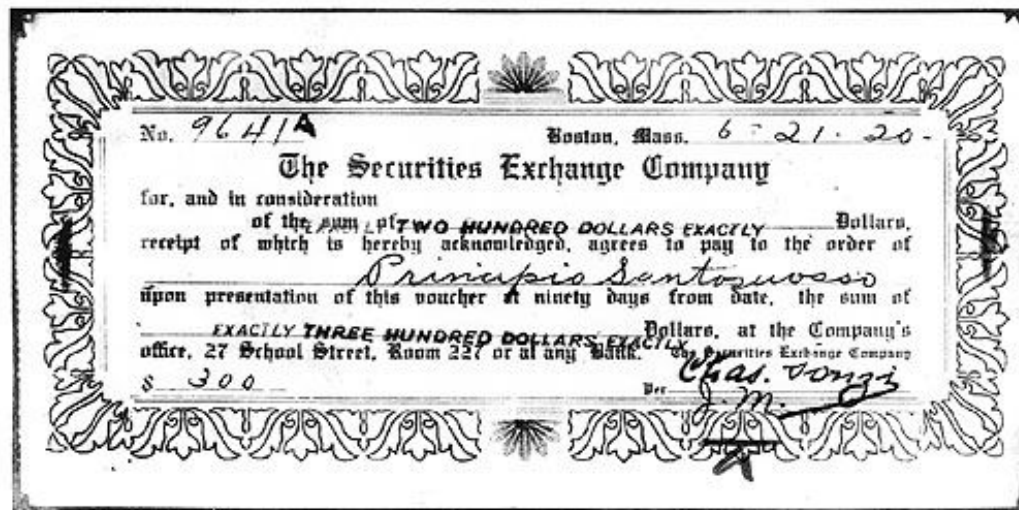 No. 9641A Boston, Mass. 6-21-20-
The Securities Exchange Company
for, and in consideration
of the sum of EXACTLY TWO HUNDRED DOLLARS EXACTLY Dollars,
receipt of which is hereby acknowledged, agrees to pay to the order of
Principio Santosuosso
upon presentation of this voucher at ninety days from date, the sum of
EXACTLY THREE HUNDRED DOLLARS EXACTLY Dollars, at the Company's
office, 27 School Street, Room 227 or at any Bank. The Securities Exchange Company
$ 300 Per Chas. Ponzi
J. M.